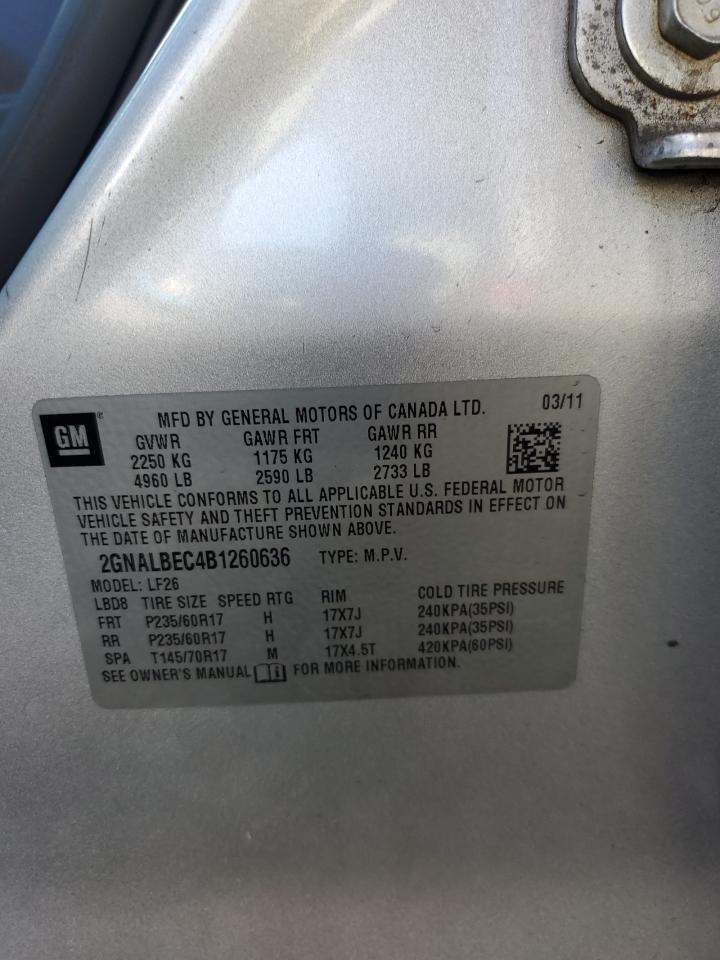 GM®
MFD BY GENERAL MOTORS OF CANADA LTD. 03/11
GVWR GAWR FRT GAWR RR
2250 KG 1175 KG 1240 KG
4960 LB 2590 LB 2733 LB
THIS VEHICLE CONFORMS TO ALL APPLICABLE U.S. FEDERAL MOTOR
VEHICLE SAFETY AND THEFT PREVENTION STANDARDS IN EFFECT ON
THE DATE OF MANUFACTURE SHOWN ABOVE.
2GNALBEC4B1260636 TYPE: M.P.V.
MODEL: LF26
LBD8 TIRE SIZE SPEED RTG RIM COLD TIRE PRESSURE
FRT P235/60R17 H 17X7J 240KPA(35PSI)
RR P235/60R17 H 17X7J 240KPA(35PSI)
SPA T145/70R17 M 17X4.5T 420KPA(60PSI)
SEE OWNER'S MANUAL FOR MORE INFORMATION.